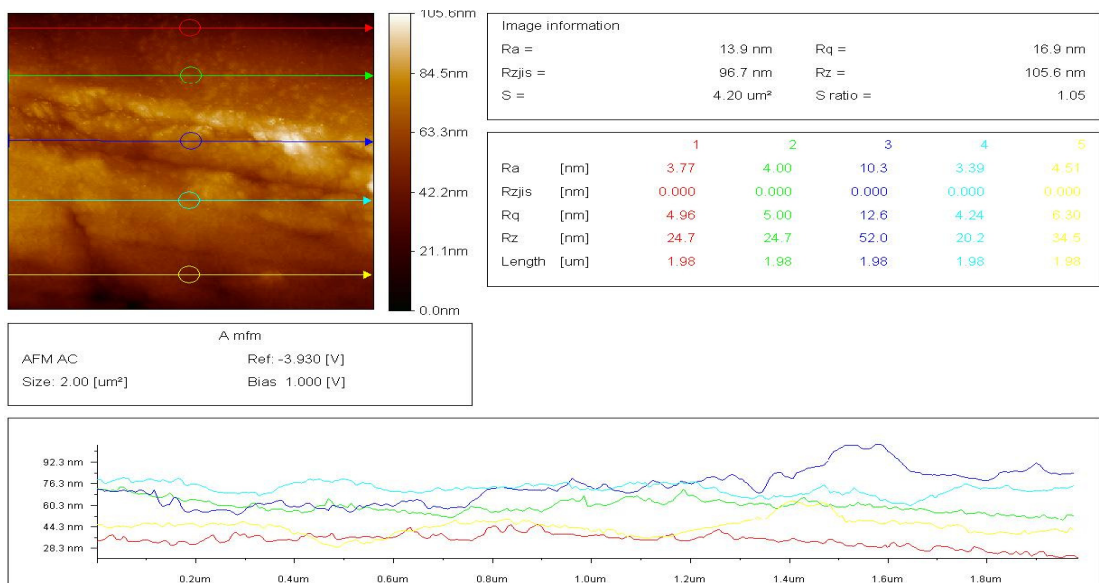 105.6nm
84.5nm
63.3nm
42.2nm
21.1nm
0.0nm
Image information
Ra = 13.9 nm Rq = 16.9 nm
Rzjis = 96.7 nm Rz = 105.6 nm
S = 4.20 um² S ratio = 1.05
1 2 3 4 5
Ra [nm] 3.77 4.00 10.3 3.39 4.51
Rzjis [nm] 0.000 0.000 0.000 0.000 0.000
Rq [nm] 4.96 5.00 12.6 4.24 6.30
Rz [nm] 24.7 24.7 52.0 20.2 34.5
Length [um] 1.98 1.98 1.98 1.98 1.98
A mfm
AFM AC Ref: -3.930 [V]
Size: 2.00 [um²] Bias 1.000 [V]
92.3 nm
76.3 nm
60.3 nm
44.3 nm
28.3 nm
0.2um 0.4um 0.6um 0.8um 1.0um 1.2um 1.4um 1.6um 1.8um